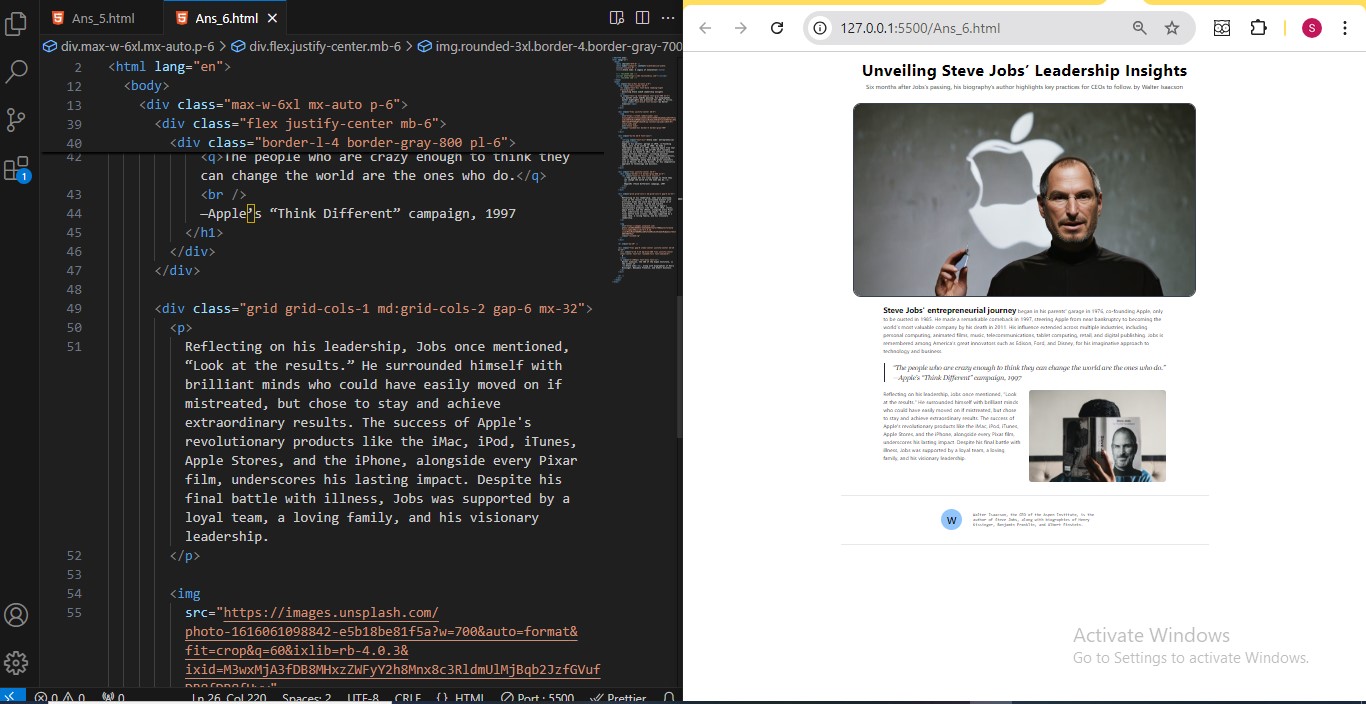 Ans_5.html
Ans_6.html
div.max-w-6xl.mx-auto.p-6 > div.flex.justify-center.mb-6 > img.rounded-3xl.border-4.border-gray-700
2 <html lang="en">
12 <body>
13 <div class="max-w-6xl mx-auto p-6">
39 <div class="flex justify-center mb-6">
40 <div class="border-l-4 border-gray-800 pl-6">
42 <q>The people who are crazy enough to think they
can change the world are the ones who do.</q>
43 <br />
44 —Apple’s “Think Different” campaign, 1997
45 </h1>
46 </div>
47 </div>
48
49 <div class="grid grid-cols-1 md:grid-cols-2 gap-6 mx-32">
50 <p>
51 Reflecting on his leadership, Jobs once mentioned,
“Look at the results.” He surrounded himself with
brilliant minds who could have easily moved on if
mistreated, but chose to stay and achieve
extraordinary results. The success of Apple's
revolutionary products like the iMac, iPod, iTunes,
Apple Stores, and the iPhone, alongside every Pixar
film, underscores his lasting impact. Despite his
final battle with illness, Jobs was supported by a
loyal team, a loving family, and his visionary
leadership.
52 </p>
53
54 <img
55 src="https://images.unsplash.com/
photo-1616061098842-e5b18be81f5a?w=700&auto=format&
fit=crop&q=60&ixlib=rb-4.0.3&
ixid=M3wxMjA3fDB8MHxzZWFyY2h8Mnx8c3RldmUlMjBqb2JzfGVuf
1
0 0 0 Ln 26, Col 220 Spaces: 2 UTF-8 CRLF {} HTML Port : 5500 Prettier
127.0.0.1:5500/Ans_6.html
S
Unveiling Steve Jobs’ Leadership Insights
Six months after Jobs’s passing, his biography’s author highlights key practices for CEOs to follow. by Walter Isaacson
Steve Jobs’ entrepreneurial journey began in his parents’ garage in 1976, co-founding Apple, only
to be ousted in 1985. He made a remarkable comeback in 1997, steering Apple from near bankruptcy to becoming the
world’s most valuable company by his death in 2011. His influence extended across multiple industries, including
personal computing, animated films, music, telecommunications, tablet computing, retail, and digital publishing. Jobs is
remembered among America’s great innovators such as Edison, Ford, and Disney, for his imaginative approach to
technology and business.
“The people who are crazy enough to think they can change the world are the ones who do.”
—Apple’s “Think Different” campaign, 1997
Reflecting on his leadership, Jobs once mentioned, “Look
at the results.” He surrounded himself with brilliant minds
who could have easily moved on if mistreated, but chose
to stay and achieve extraordinary results. The success of
Apple's revolutionary products like the iMac, iPod, iTunes,
Apple Stores, and the iPhone, alongside every Pixar film,
underscores his lasting impact. Despite his final battle with
illness, Jobs was supported by a loyal team, a loving
family, and his visionary leadership.
W
Walter Isaacson, the CEO of the Aspen Institute, is the
author of Steve Jobs, along with biographies of Henry
Kissinger, Benjamin Franklin, and Albert Einstein.
Activate Windows
Go to Settings to activate Windows.